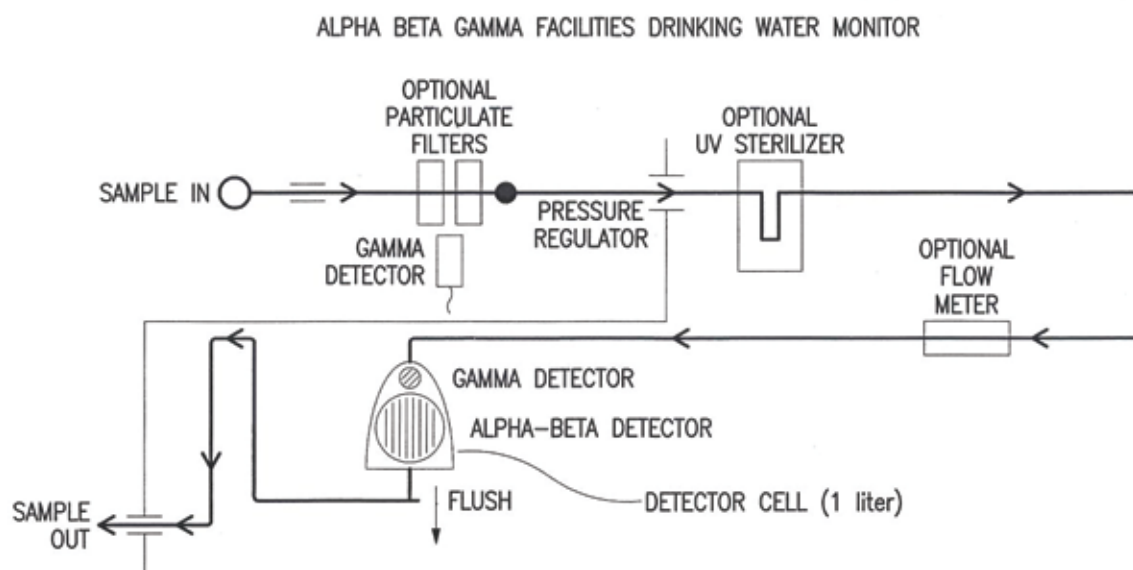 ALPHA BETA GAMMA FACILITIES DRINKING WATER MONITOR
OPTIONAL
PARTICULATE
FILTERS
OPTIONAL
UV STERILIZER
SAMPLE IN
PRESSURE
REGULATOR
GAMMA
DETECTOR
OPTIONAL
FLOW
METER
GAMMA DETECTOR
ALPHA-BETA DETECTOR
FLUSH
DETECTOR CELL (1 liter)
SAMPLE
OUT